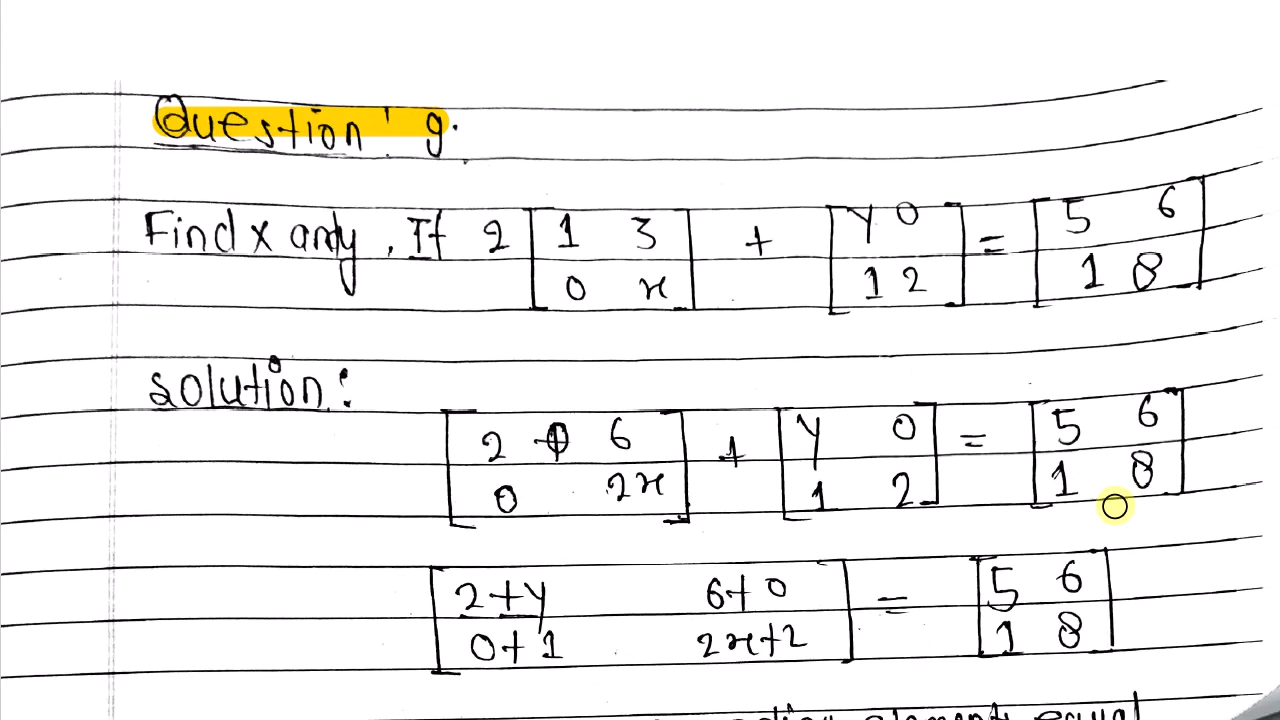 Question' 9.
Find x and y, If 2 [1 3] + [y 0] = [5 6]
[0 x] [1 2] [1 8]
solution:
[2 6] + [y 0] = [5 6]
[0 2x] [1 2] [1 8]
[2+y 6+0] = [5 6]
[0+1 2x+2] [1 8]
elements equal